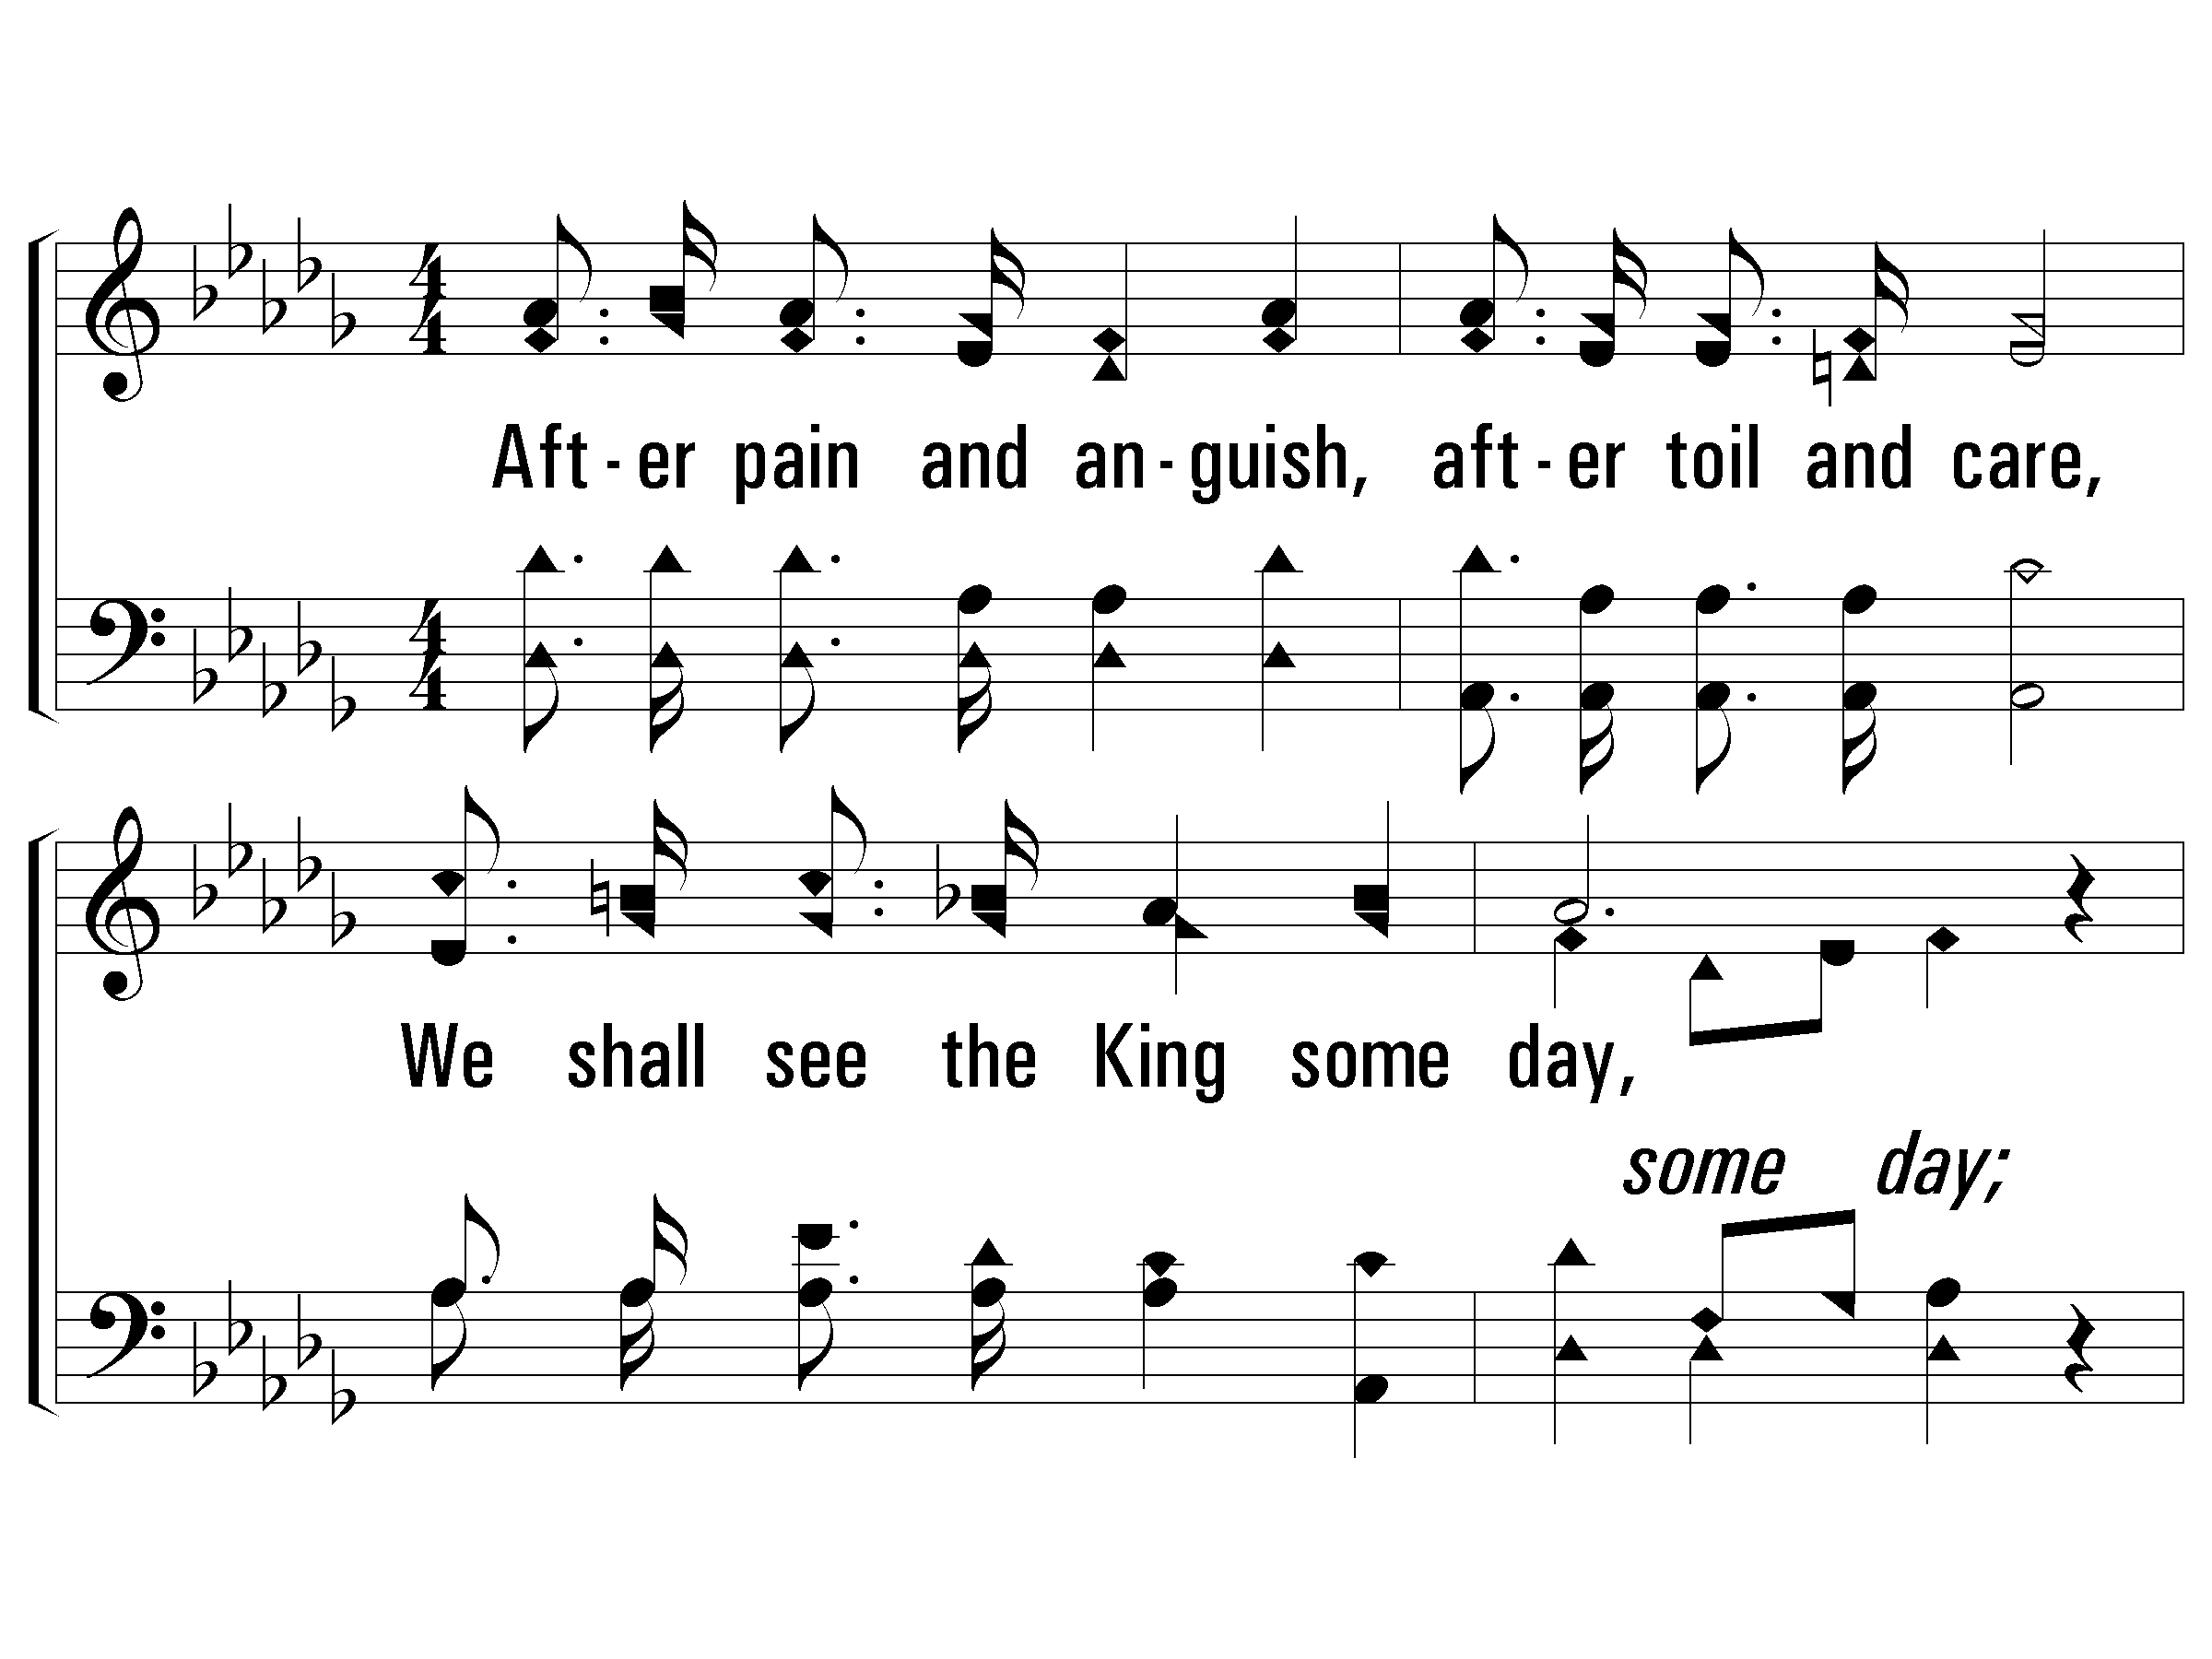 Aft - er pain and an - guish, aft - er toil and care,
We shall see the King some day,
some day;